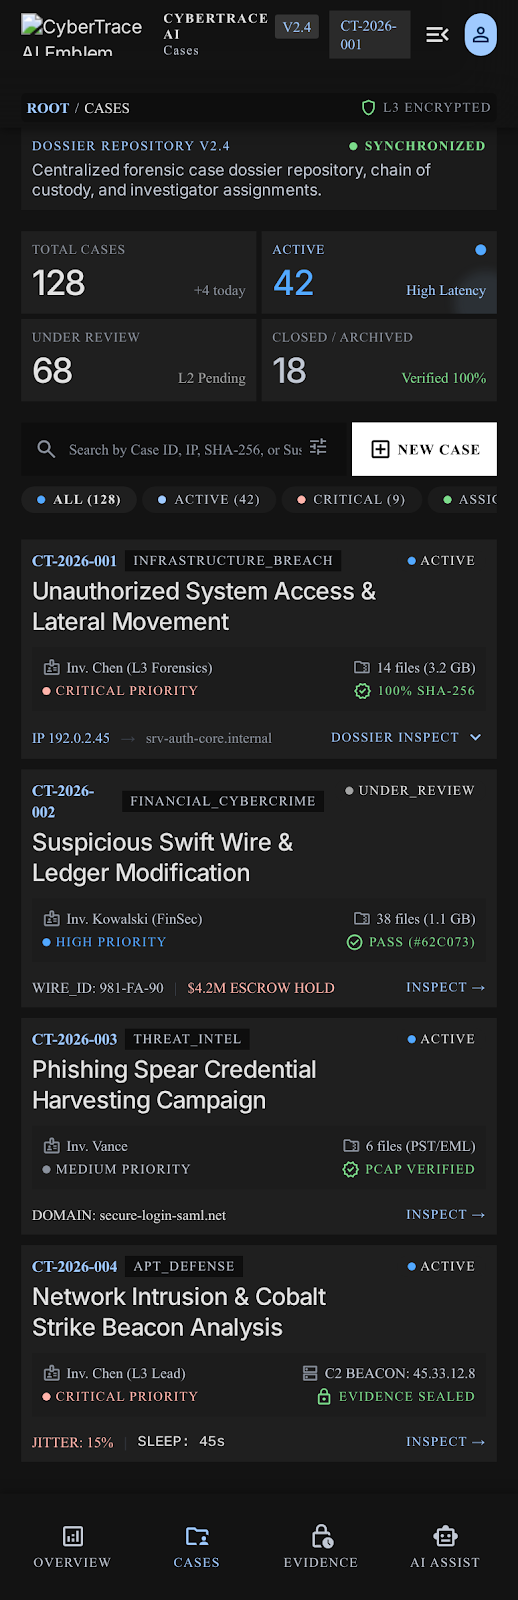 CyberTrace
AI Emblem
CYBERTRACE
AI
Cases
V2.4
CT-2026-
001
ROOT / CASES
L3 ENCRYPTED
DOSSIER REPOSITORY V2.4
SYNCHRONIZED
Centralized forensic case dossier repository, chain of
custody, and investigator assignments.
TOTAL CASES
128
+4 today
ACTIVE
42
High Latency
UNDER REVIEW
68
L2 Pending
CLOSED / ARCHIVED
18
Verified 100%
Search by Case ID, IP, SHA-256, or Sus
NEW CASE
ALL (128)
ACTIVE (42)
CRITICAL (9)
ASSIG
CT-2026-001
INFRASTRUCTURE_BREACH
ACTIVE
Unauthorized System Access &
Lateral Movement
Inv. Chen (L3 Forensics)
14 files (3.2 GB)
CRITICAL PRIORITY
100% SHA-256
IP 192.0.2.45 → srv-auth-core.internal
DOSSIER INSPECT
CT-2026-
002
FINANCIAL_CYBERCRIME
UNDER_REVIEW
Suspicious Swift Wire &
Ledger Modification
Inv. Kowalski (FinSec)
38 files (1.1 GB)
HIGH PRIORITY
PASS (#62C073)
WIRE_ID: 981-FA-90 | $4.2M ESCROW HOLD
INSPECT →
CT-2026-003
THREAT_INTEL
ACTIVE
Phishing Spear Credential
Harvesting Campaign
Inv. Vance
6 files (PST/EML)
MEDIUM PRIORITY
PCAP VERIFIED
DOMAIN: secure-login-saml.net
INSPECT →
CT-2026-004
APT_DEFENSE
ACTIVE
Network Intrusion & Cobalt
Strike Beacon Analysis
Inv. Chen (L3 Lead)
C2 BEACON: 45.33.12.8
CRITICAL PRIORITY
EVIDENCE SEALED
JITTER: 15% | SLEEP: 45s
INSPECT →
OVERVIEW
CASES
EVIDENCE
AI ASSIST